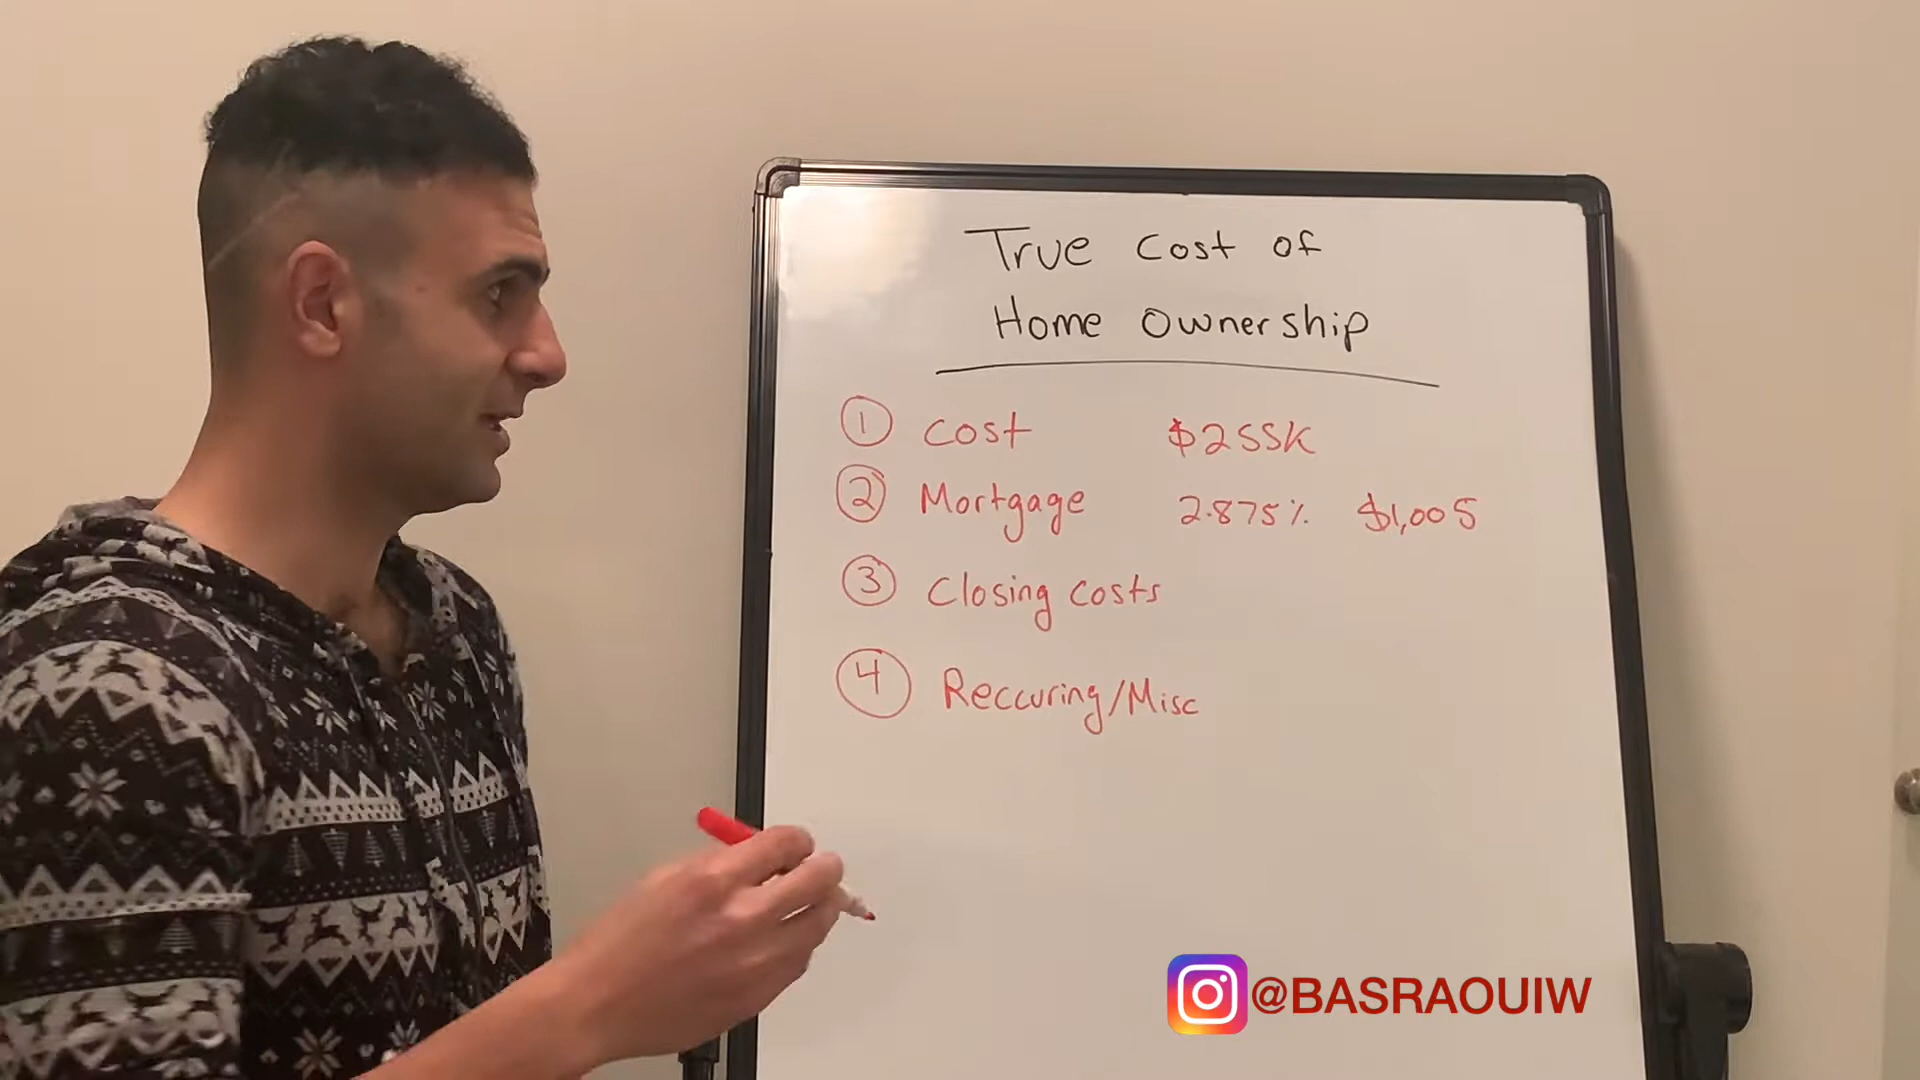 True Cost of
Home Ownership
1 Cost $255K
2 Mortgage 2.875% $1,005
3 Closing Costs
4 Reccuring/Misc
@BASRAOUIW